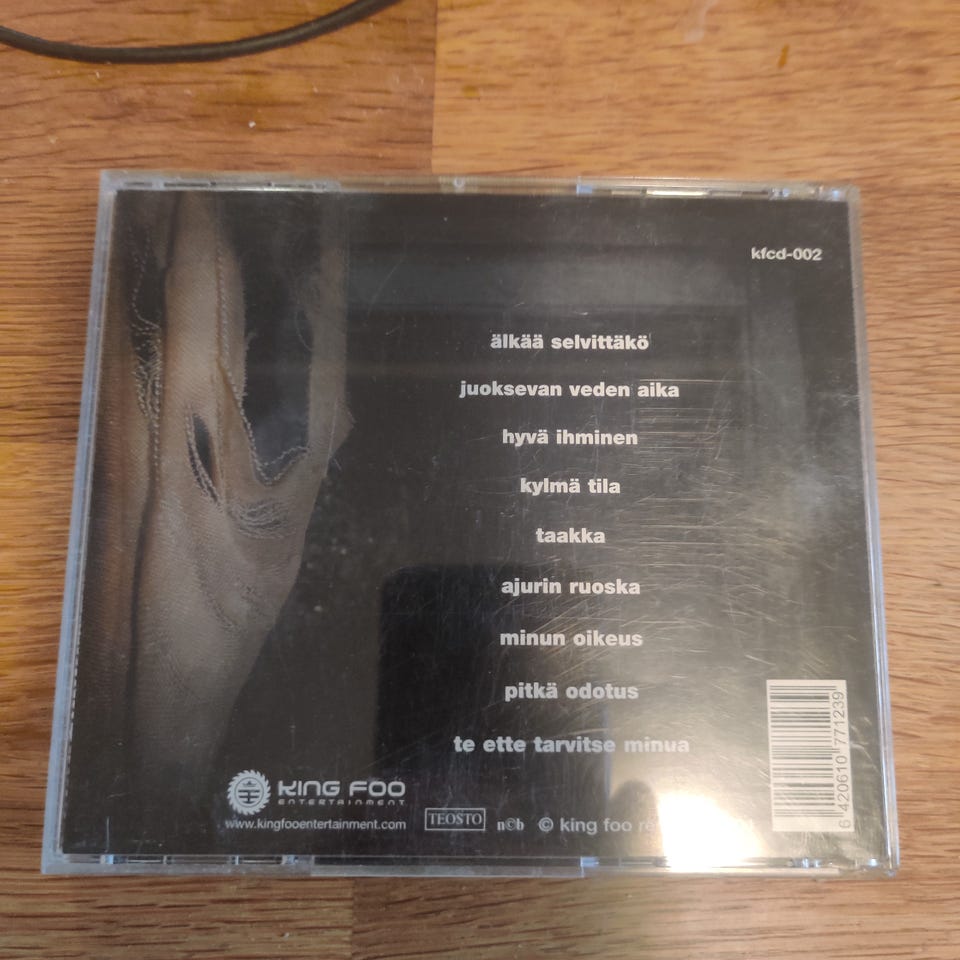 kfcd-002
älkää selvittäkö
juoksevan veden aika
hyvä ihminen
kylmä tila
taakka
ajurin ruoska
minun oikeus
pitkä odotus
te ette tarvitse minua
KING FOO
ENTERTAINMENT
www.kingfooentertainment.com
TEOSTO n©b © king foo
6 420610 771239